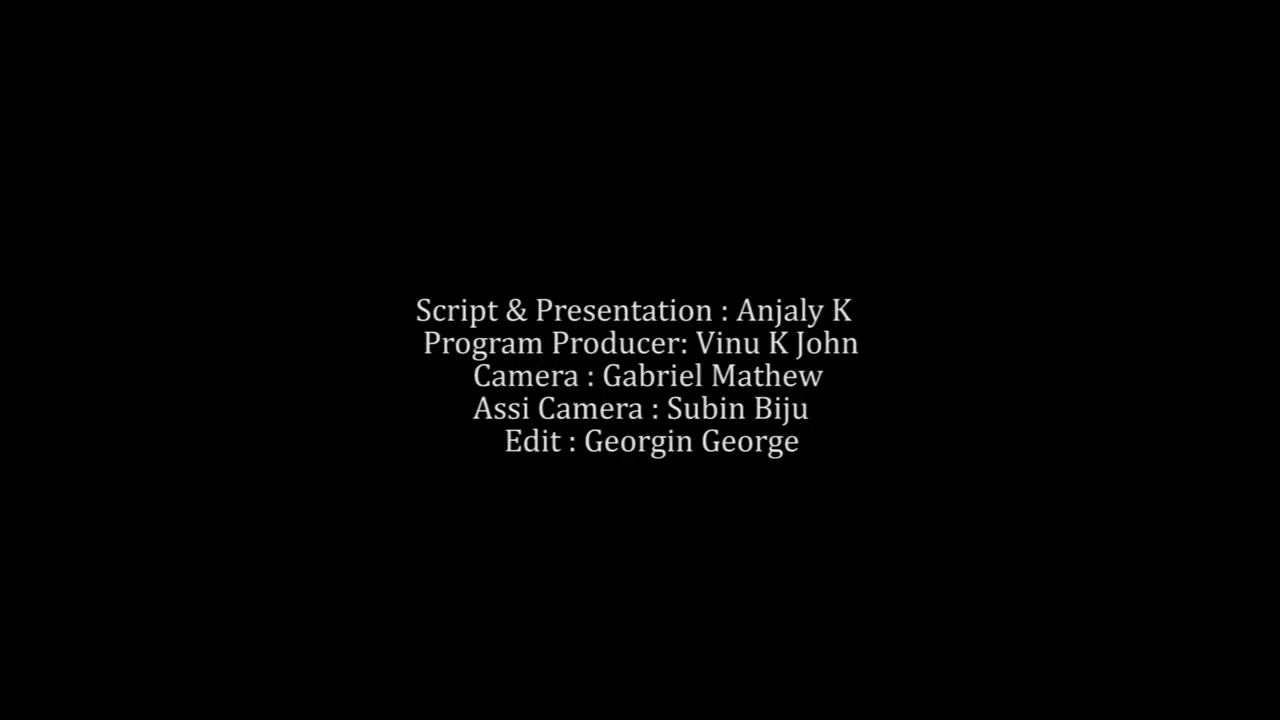 Script & Presentation : Anjaly K
Program Producer: Vinu K John
Camera : Gabriel Mathew
Assi Camera : Subin Biju
Edit : Georgin George